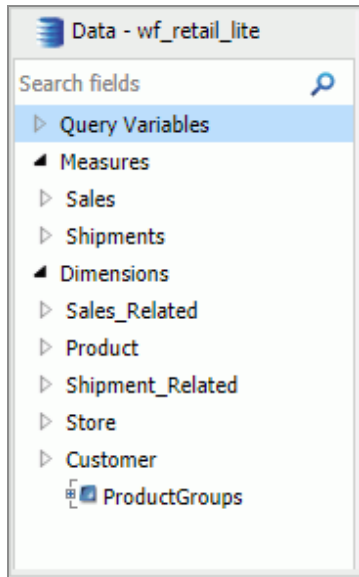 Data - wf_retail_lite
Search fields
Query Variables
Measures
Sales
Shipments
Dimensions
Sales_Related
Product
Shipment_Related
Store
Customer
ProductGroups